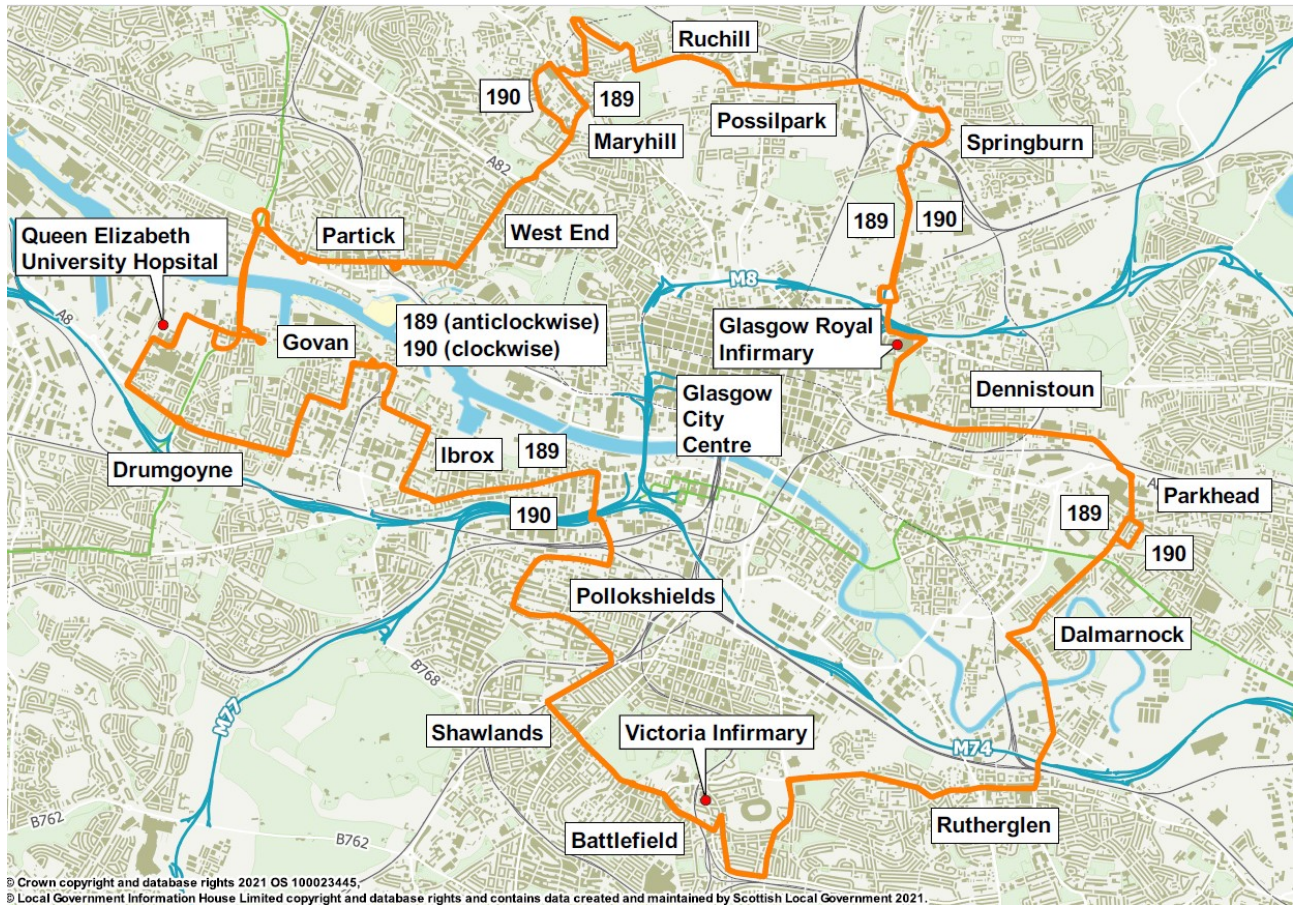 Ruchill
190
189
Possilpark
Maryhill
Springburn
A82
189
190
Queen Elizabeth
University Hopsital
Partick
West End
M8
A8
189 (anticlockwise)
190 (clockwise)
Govan
Glasgow Royal
Infirmary
Dennistoun
Glasgow
City
Centre
Drumgoyne
Ibrox
189
190
Parkhead
189
190
Pollokshields
Dalmarnock
B768
M77
Shawlands
Victoria Infirmary
M74
B762
B762
Battlefield
Rutherglen
© Crown copyright and database rights 2021 OS 100023445,
© Local Government Information House Limited copyright and database rights and contains data created and maintained by Scottish Local Government 2021.